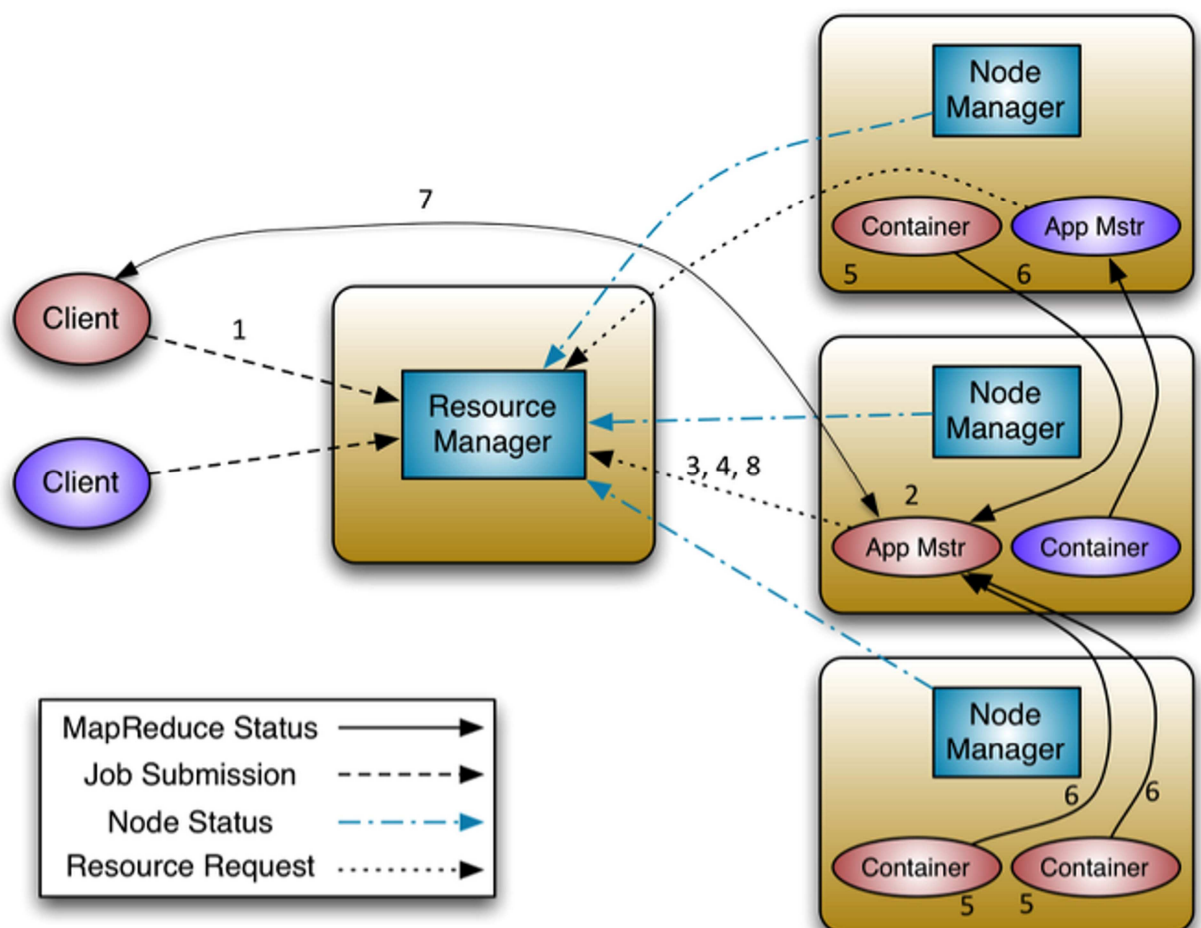 Node
Manager
Container
App Mstr
5
6
7
Client
1
Resource
Manager
Client
3, 4, 8
Node
Manager
2
App Mstr
Container
Node
Manager
6
6
Container
Container
5
5
MapReduce Status
Job Submission
Node Status
Resource Request